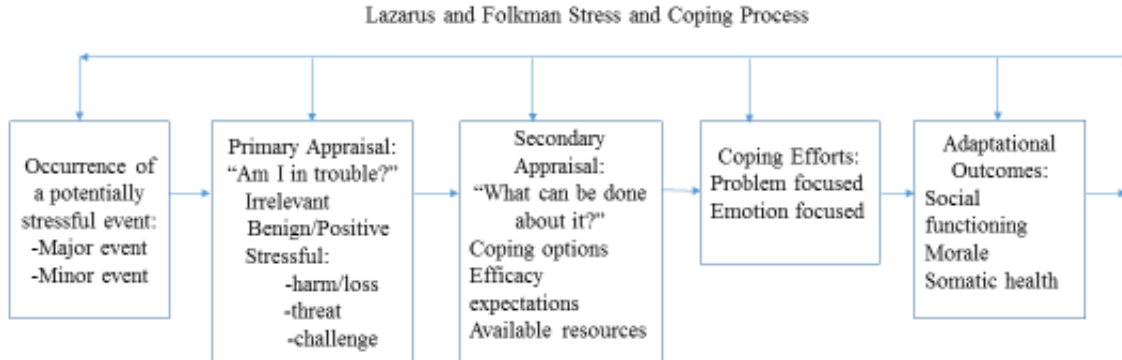 Lazarus and Folkman Stress and Coping Process
Occurrence of
a potentially
stressful event:
-Major event
-Minor event
Primary Appraisal:
“Am I in trouble?”
Irrelevant
Benign/Positive
Stressful:
-harm/loss
-threat
-challenge
Secondary
Appraisal:
“What can be done
about it?”
Coping options
Efficacy
expectations
Available resources
Coping Efforts:
Problem focused
Emotion focused
Adaptational
Outcomes:
Social
functioning
Morale
Somatic health